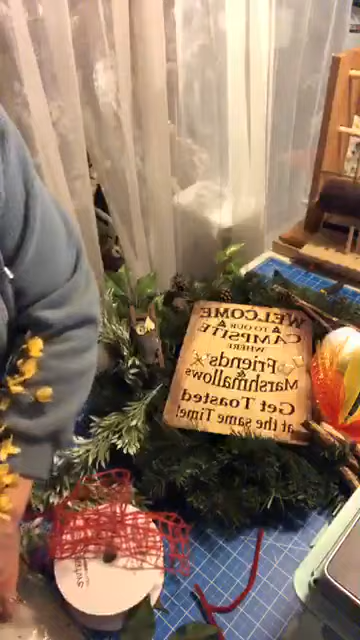 WELCOME
TO OUR
CAMPSITE
WHERE
Friends
&
Marshmallows
Get Toasted
at the same Time!